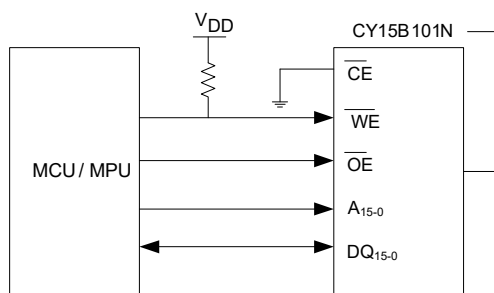 VDD
CY15B101N
CE
WE
MCU / MPU
OE
A15-0
DQ15-0